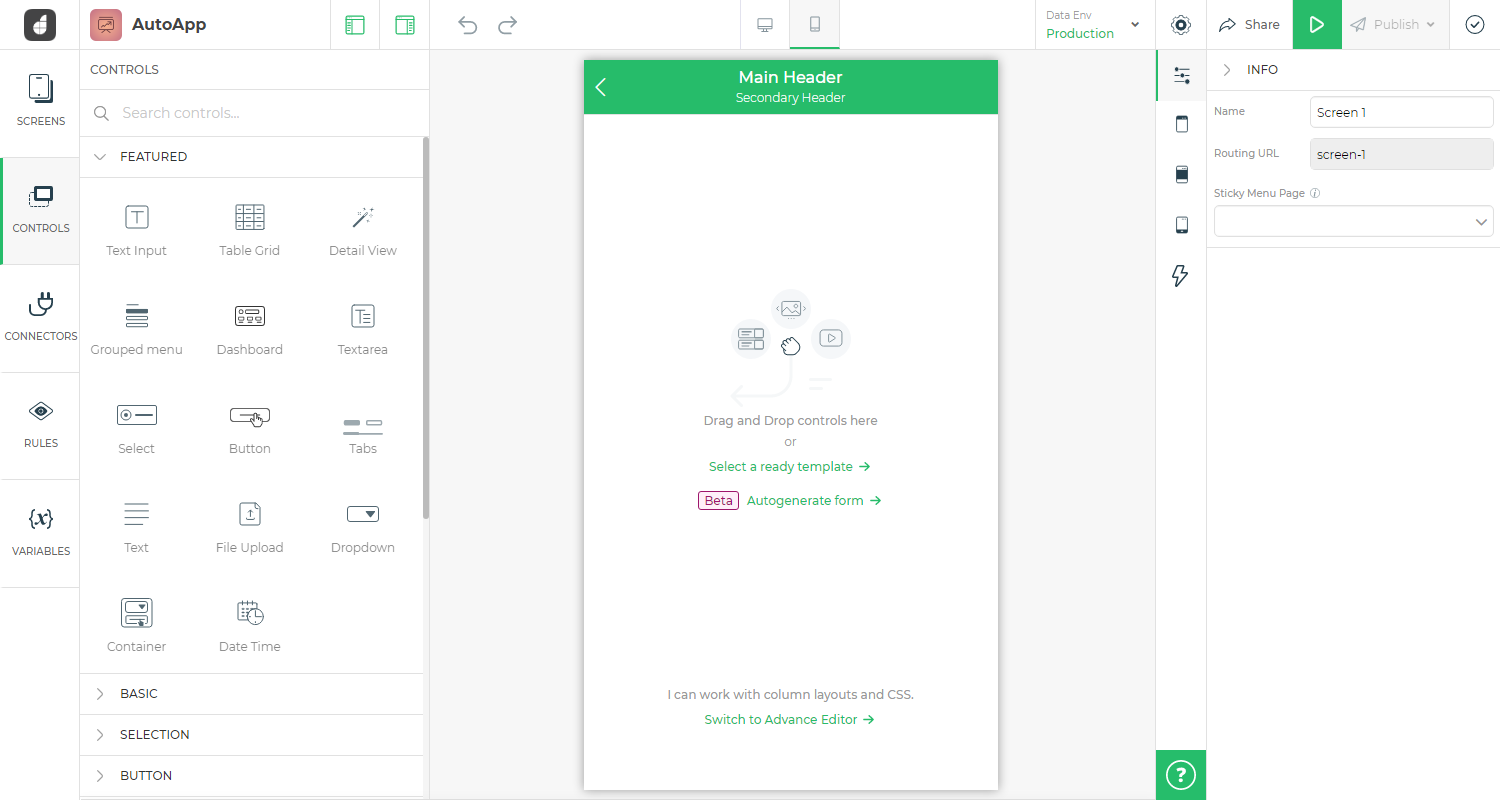 AutoApp
Data Env
Production
Share
Publish
SCREENS
CONTROLS
CONNECTORS
RULES
{x}
VARIABLES
CONTROLS
Search controls...
FEATURED
Text Input
Table Grid
Detail View
Grouped menu
Dashboard
Textarea
Select
Button
Tabs
Text
File Upload
Dropdown
Container
Date Time
BASIC
SELECTION
BUTTON
Main Header
Secondary Header
Drag and Drop controls here
or
Select a ready template →
Beta Autogenerate form →
I can work with column layouts and CSS.
Switch to Advance Editor →
?
INFO
Name
Screen 1
Routing URL
screen-1
Sticky Menu Page